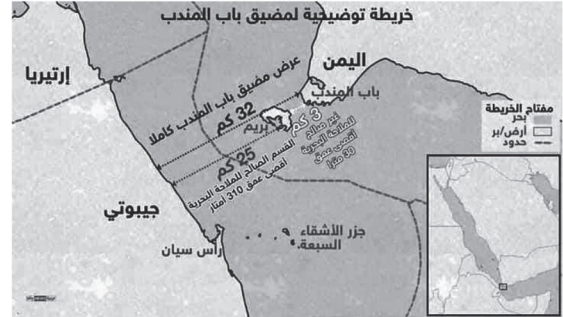 خريطة توضيحية لمضيق باب المندب
إرتيريا
اليمن
باب المندب
عرض مضيق باب المندب كاملا
32 كم
بريم
3 كم
غير صالح
للملاحة البحرية
أقصى عمق
30 مترا
25 كم
القسم الصالح للملاحة البحرية
أقصى عمق 310 أمتار
مفتاح الخريطة
بحر
أرض/بر
حدود
جيبوتي
رأس سيان
جزر الأشقاء
السبعة